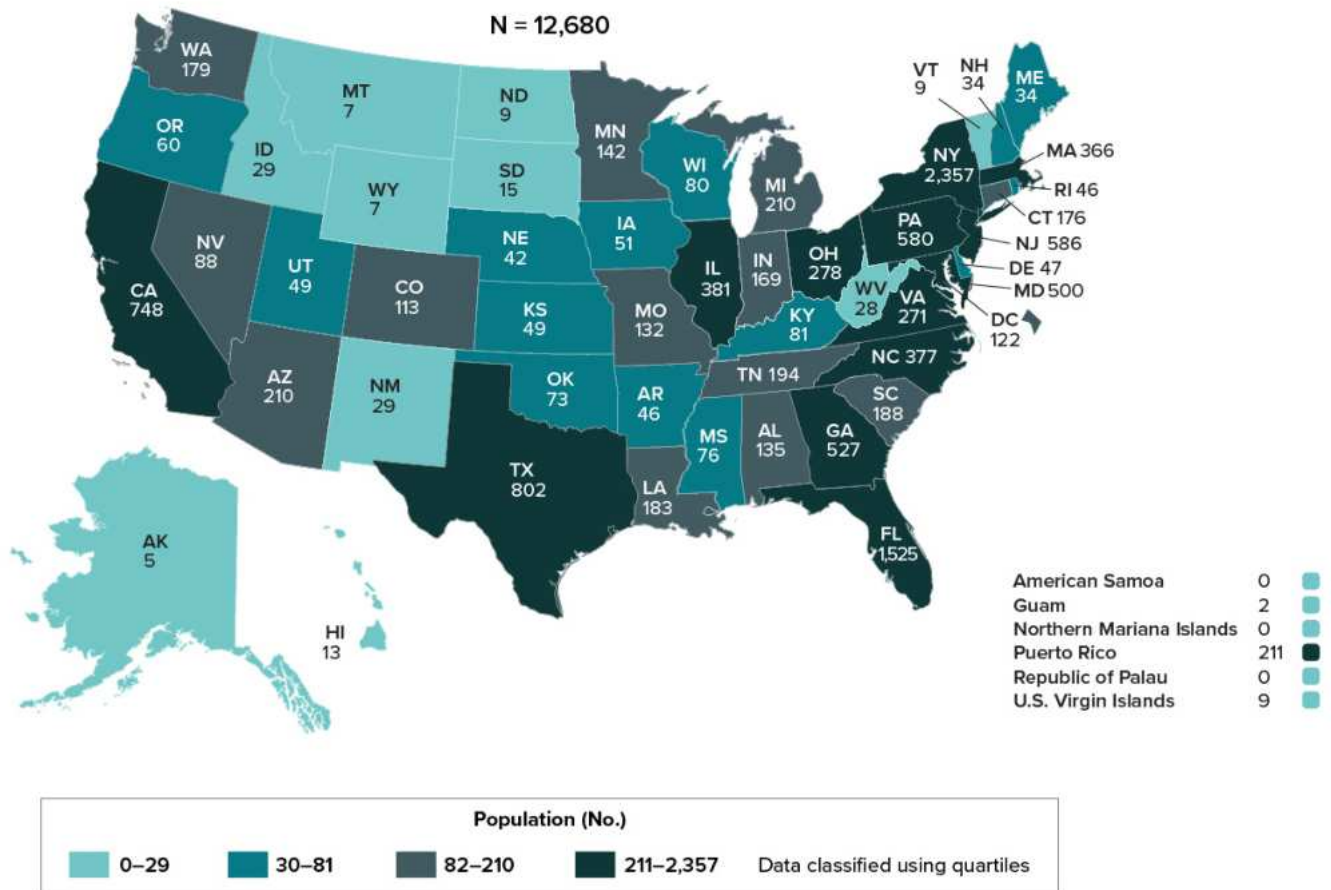 N = 12,680
WA
179
MT
7
ND
9
MN
142
VT
9
NH
34
ME
34
OR
60
ID
29
WY
7
SD
15
WI
80
MI
210
NY
2,357
MA 366
RI 46
CT 176
NJ 586
DE 47
MD 500
DC
122
NV
88
UT
49
CO
113
NE
42
IA
51
IL
381
IN
169
OH
278
PA
580
WV
28
VA
271
CA
748
KS
49
MO
132
KY
81
NC 377
TN 194
SC
188
AZ
210
NM
29
OK
73
AR
46
MS
76
AL
135
GA
527
TX
802
LA
183
FL
1,525
AK
5
HI
13
American Samoa 0
Guam 2
Northern Mariana Islands 0
Puerto Rico 211
Republic of Palau 0
U.S. Virgin Islands 9
Population (No.)
0–29 30–81 82–210 211–2,357 Data classified using quartiles